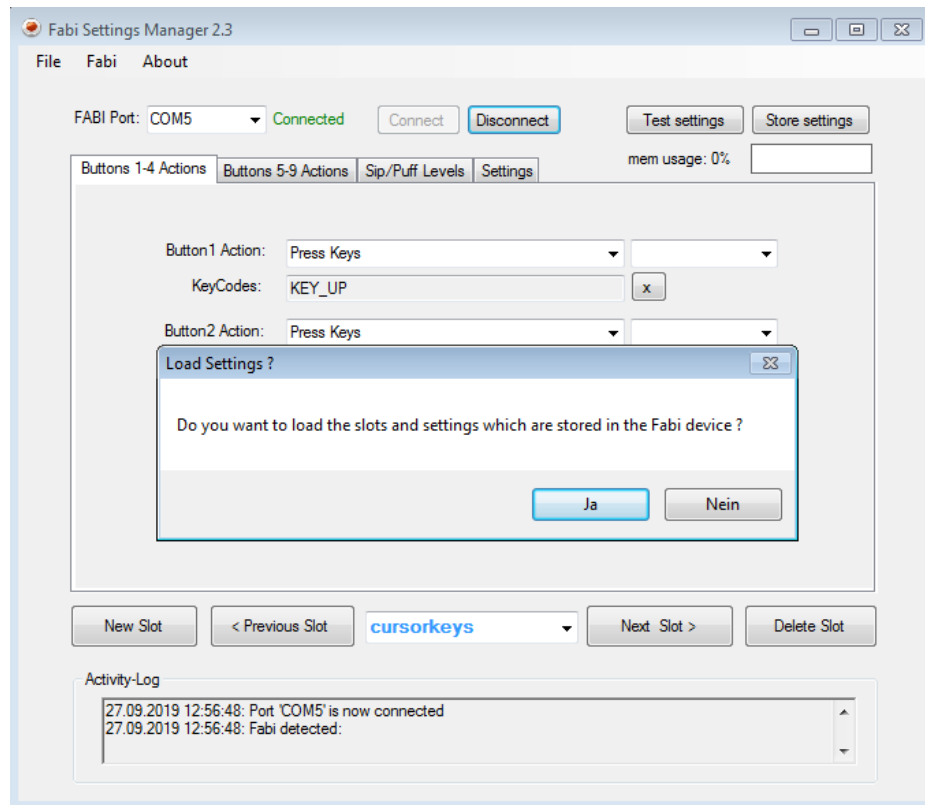 Fabi Settings Manager 2.3
File Fabi About
FABI Port: COM5 Connected Connect Disconnect Test settings Store settings
mem usage: 0%
Buttons 1-4 Actions Buttons 5-9 Actions Sip/Puff Levels Settings
Button1 Action: Press Keys
KeyCodes: KEY_UP x
Button2 Action: Press Keys
Load Settings ?
Do you want to load the slots and settings which are stored in the Fabi device ?
Ja Nein
New Slot < Previous Slot cursorkeys Next Slot > Delete Slot
Activity-Log
27.09.2019 12:56:48: Port 'COM5' is now connected
27.09.2019 12:56:48: Fabi detected: